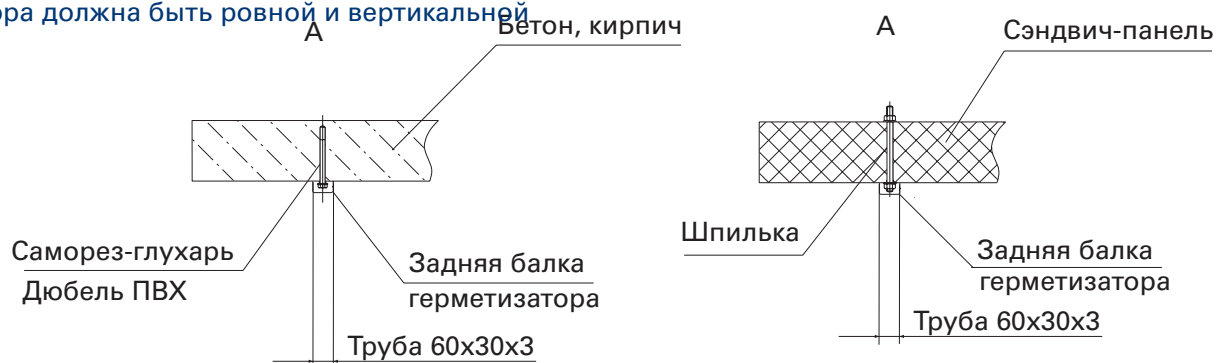 ора должна быть ровной и вертикальной
А
Бетон, кирпич
Саморез-глухарь
Дюбель ПВХ
Задняя балка
герметизатора
Труба 60х30х3
А
Сэндвич-панель
Шпилька
Задняя балка
герметизатора
Труба 60х30х3